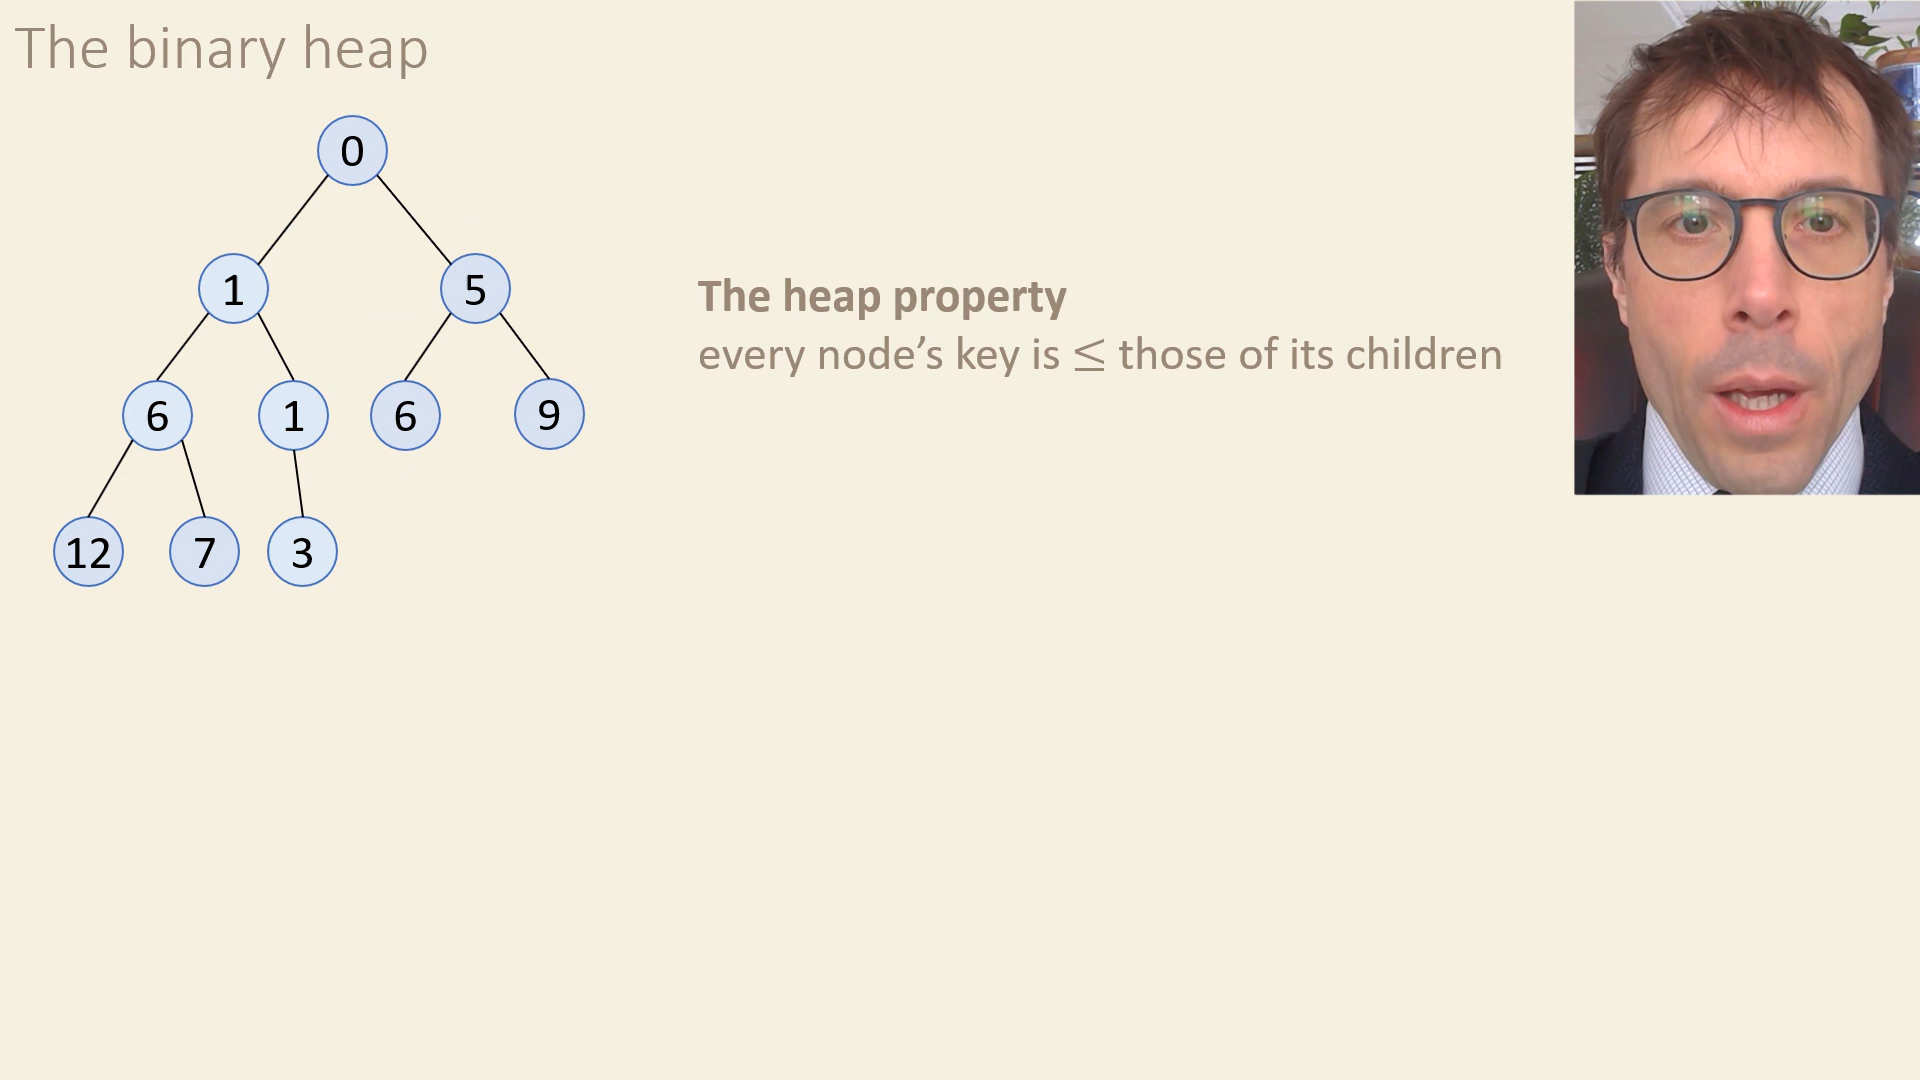 The binary heap
0
1 5
The heap property
every node’s key is ≤ those of its children
6 1 6 9
12 7 3